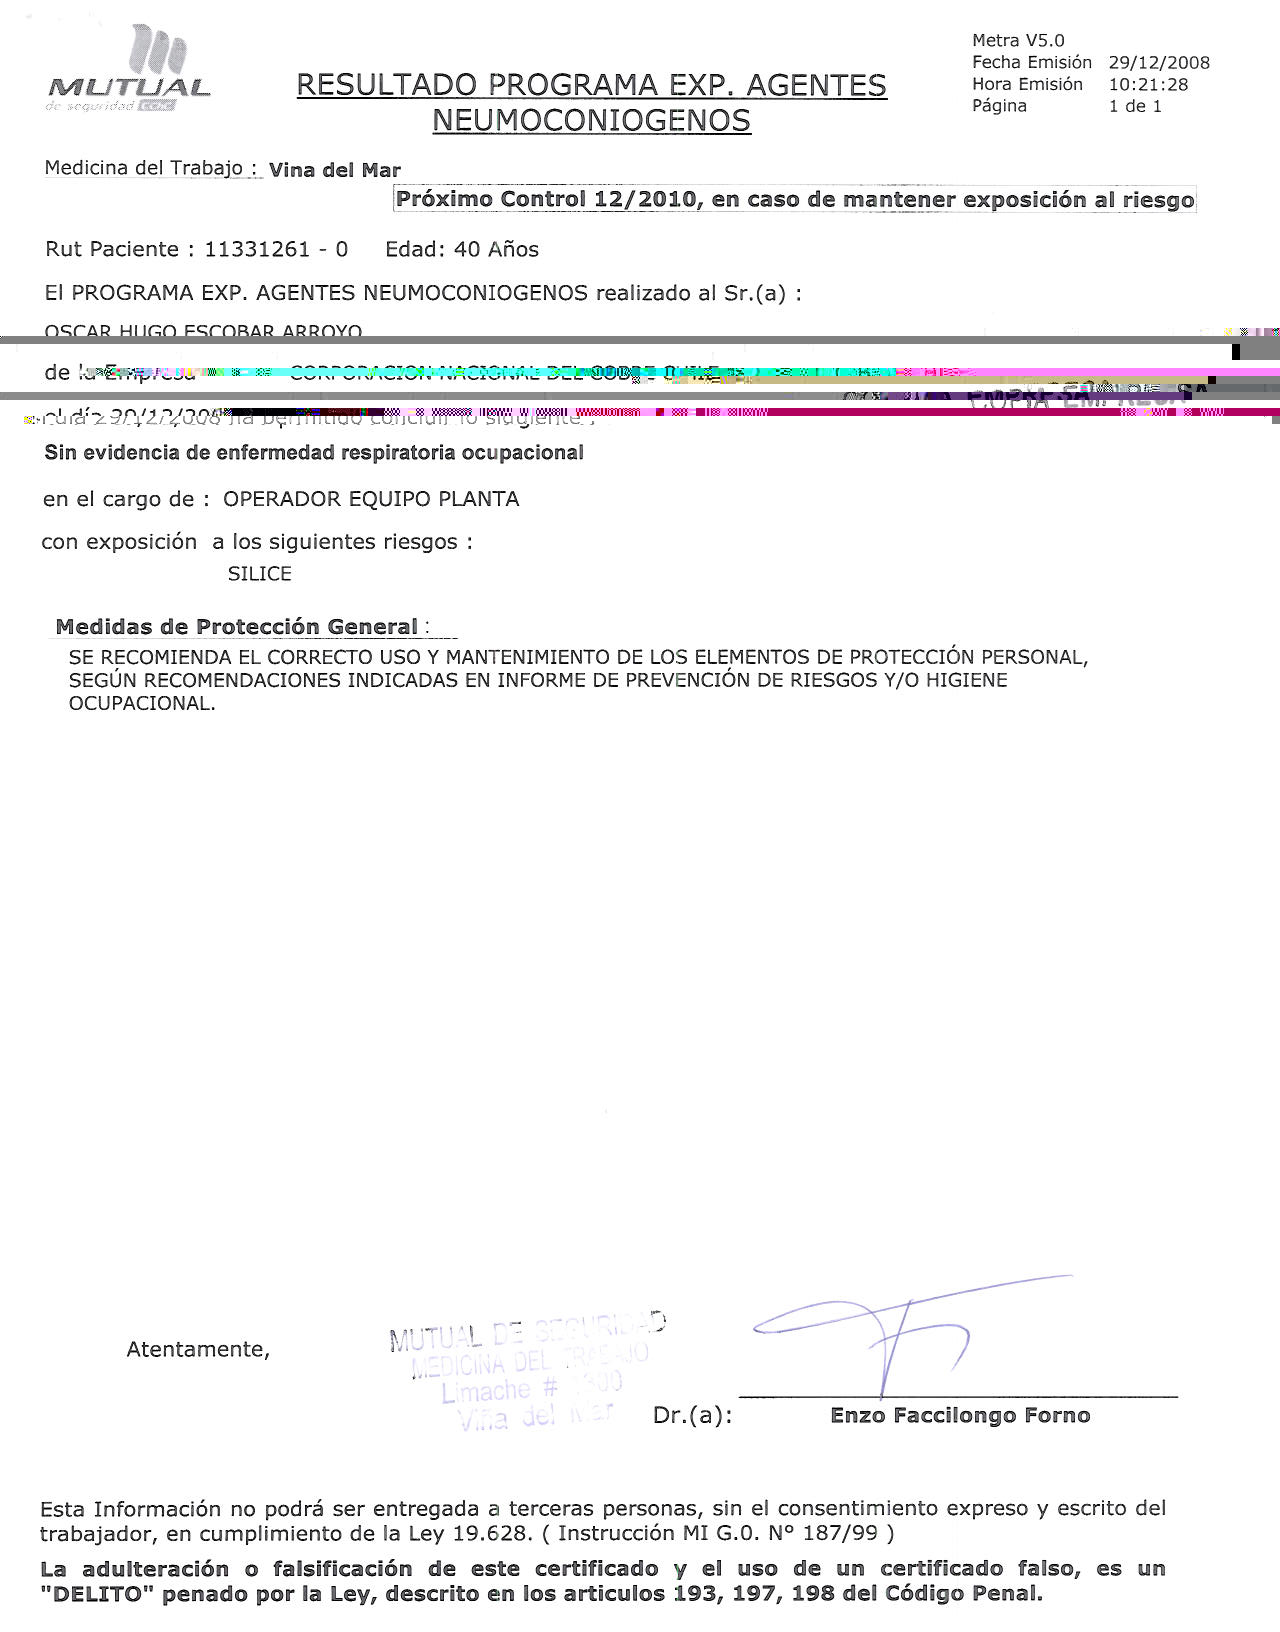 MUTUAL
de seguridad CChC
RESULTADO PROGRAMA EXP. AGENTES
NEUMOCONIOGENOS
Metra V5.0
Fecha Emisión 29/12/2008
Hora Emisión 10:21:28
Página 1 de 1
Medicina del Trabajo : Vina del Mar
Próximo Control 12/2010, en caso de mantener exposición al riesgo
Rut Paciente : 11331261 - 0 Edad: 40 Años
El PROGRAMA EXP. AGENTES NEUMOCONIOGENOS realizado al Sr.(a) :
OSCAR HUGO ESCOBAR ARROYO
de la Empresa CORPORACION NACIONAL DEL COBRE
COPIA EMPRESA
el día 29/12/2008 ha permitido concluir lo siguiente :
Sin evidencia de enfermedad respiratoria ocupacional
en el cargo de : OPERADOR EQUIPO PLANTA
con exposición a los siguientes riesgos :
SILICE
Medidas de Protección General :
SE RECOMIENDA EL CORRECTO USO Y MANTENIMIENTO DE LOS ELEMENTOS DE PROTECCIÓN PERSONAL,
SEGÚN RECOMENDACIONES INDICADAS EN INFORME DE PREVENCIÓN DE RIESGOS Y/O HIGIENE
OCUPACIONAL.
Atentamente,
MUTUAL DE SEGURIDAD
MEDICINA DEL TRABAJO
Limache # 1300
Viña del Mar
Dr.(a): Enzo Faccilongo Forno
Esta Información no podrá ser entregada a terceras personas, sin el consentimiento expreso y escrito del
trabajador, en cumplimiento de la Ley 19.628. ( Instrucción MI G.O. N° 187/99 )
La adulteración o falsificación de este certificado y el uso de un certificado falso, es un
"DELITO" penado por la Ley, descrito en los articulos 193, 197, 198 del Código Penal.